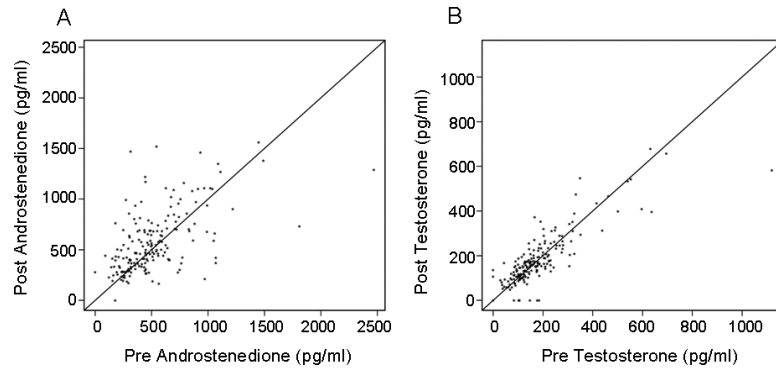 A
Post Androstenedione (pg/ml)
2500
2000
1500
1000
500
0
0 500 1000 1500 2000 2500
Pre Androstenedione (pg/ml)
B
Post Testosterone (pg/ml)
1000
800
600
400
200
0
0 200 400 600 800 1000
Pre Testosterone (pg/ml)